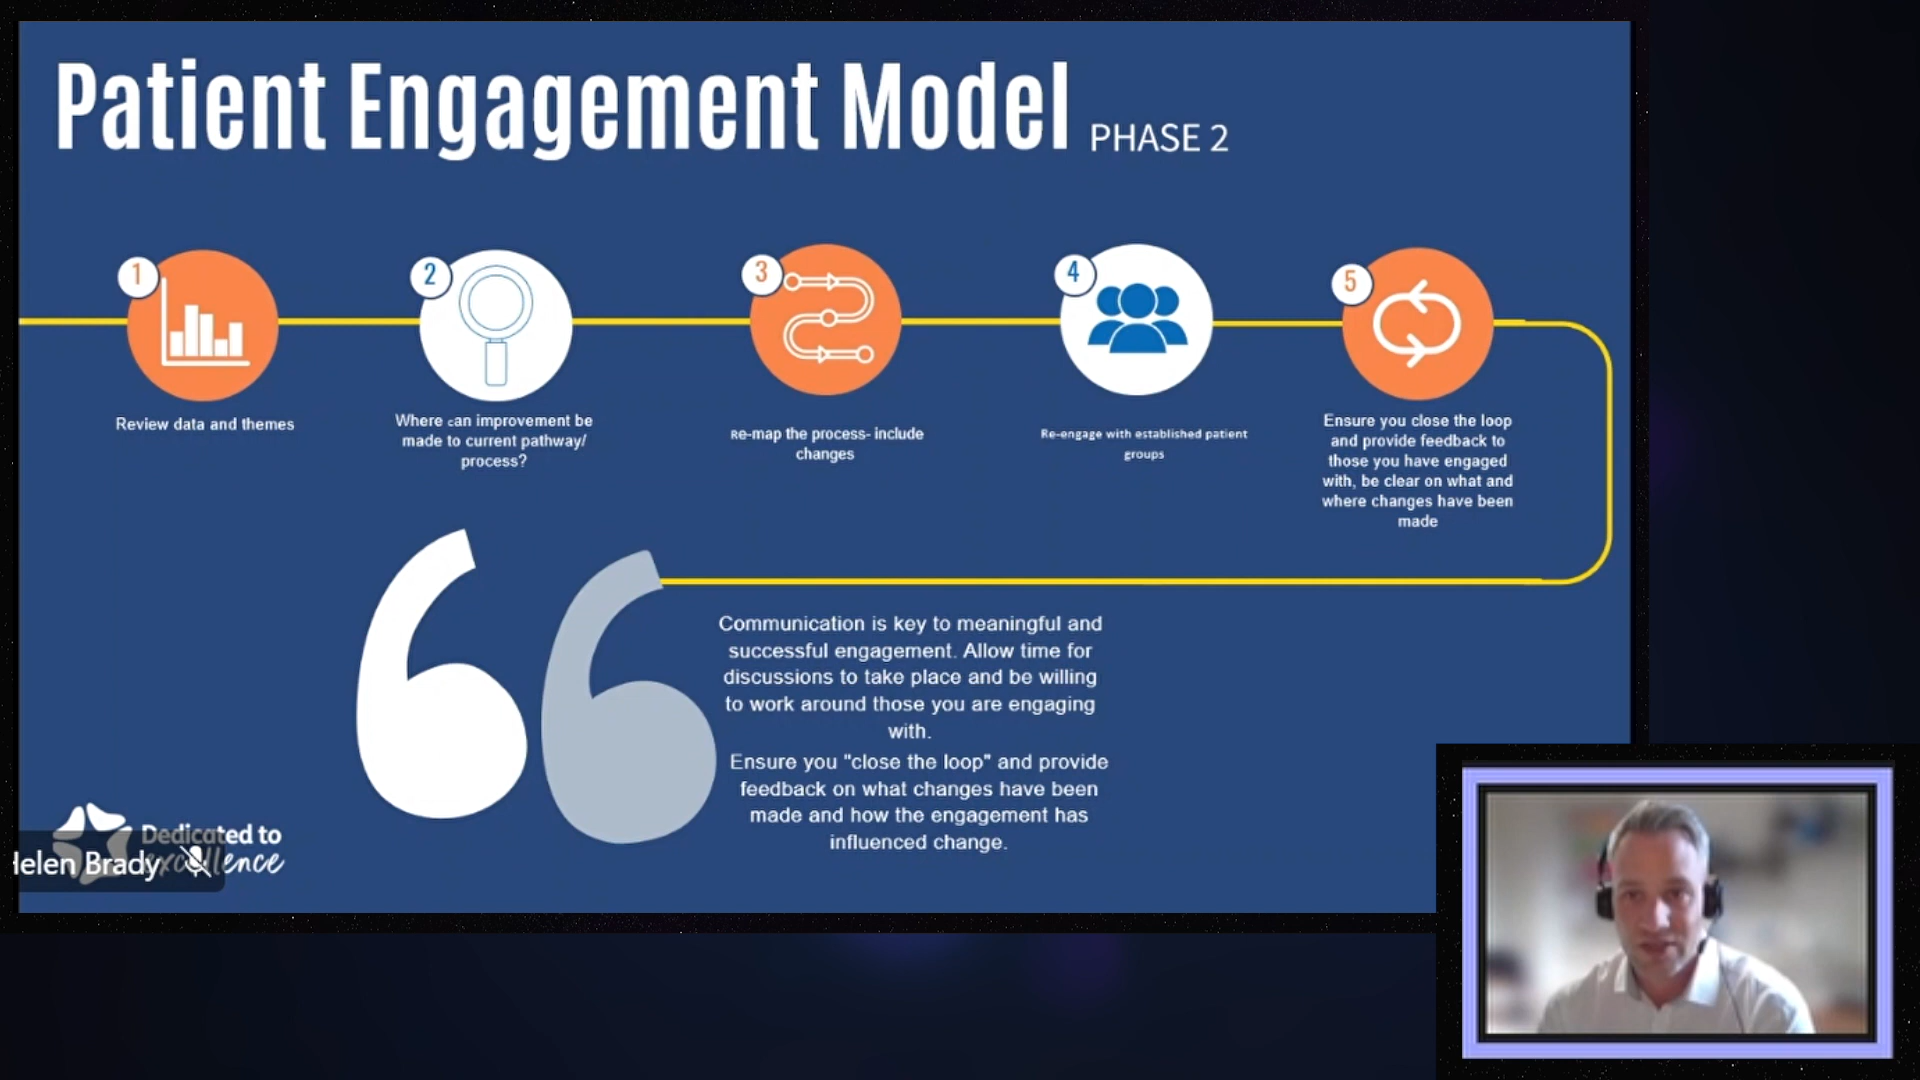 Patient Engagement Model PHASE 2
1
2
3
4
5
Review data and themes
Where can improvement be
made to current pathway/
process?
Re-map the process- include
changes
Re-engage with established patient
groups
Ensure you close the loop
and provide feedback to
those you have engaged
with, be clear on what and
where changes have been
made
Communication is key to meaningful and
successful engagement. Allow time for
discussions to take place and be willing
to work around those you are engaging
with.
Ensure you "close the loop" and provide
feedback on what changes have been
made and how the engagement has
influenced change.
Dedicated to
excellence
Helen Brady